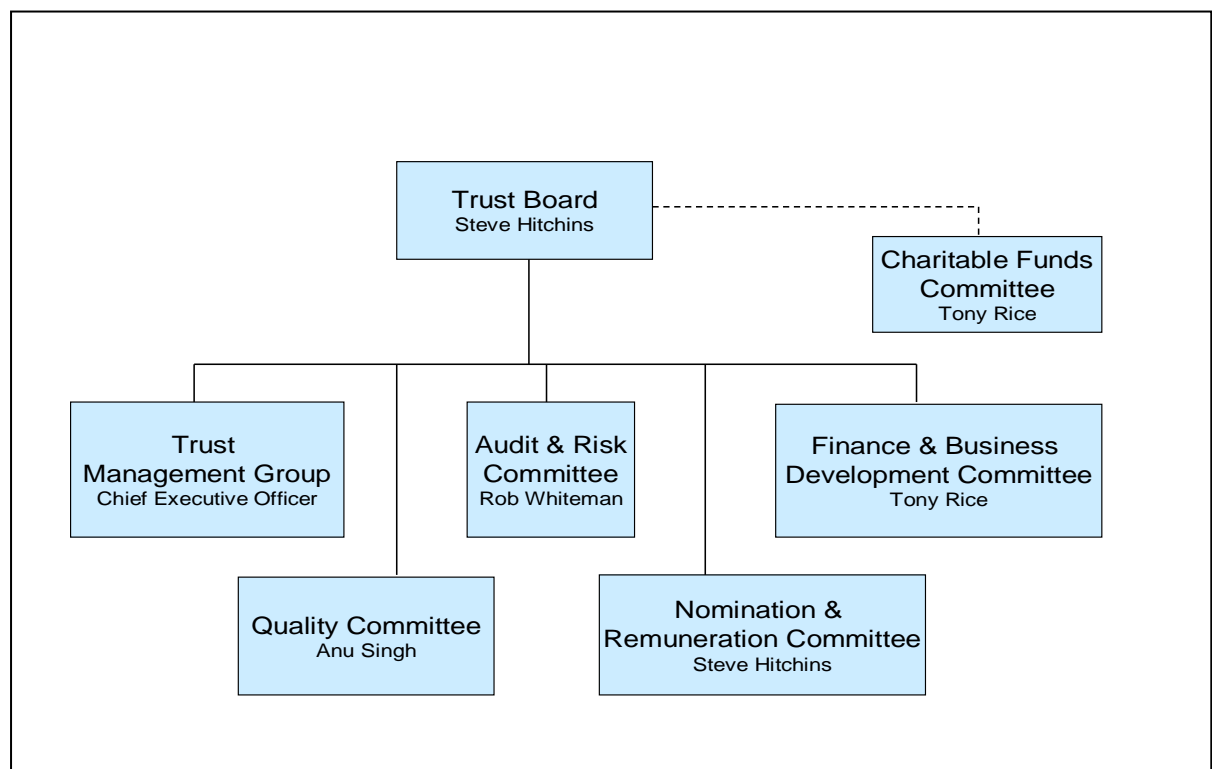 Trust Board
Steve Hitchins
Charitable Funds
Committee
Tony Rice
Trust
Management Group
Chief Executive Officer
Audit & Risk
Committee
Rob Whiteman
Finance & Business
Development Committee
Tony Rice
Quality Committee
Anu Singh
Nomination &
Remuneration Committee
Steve Hitchins